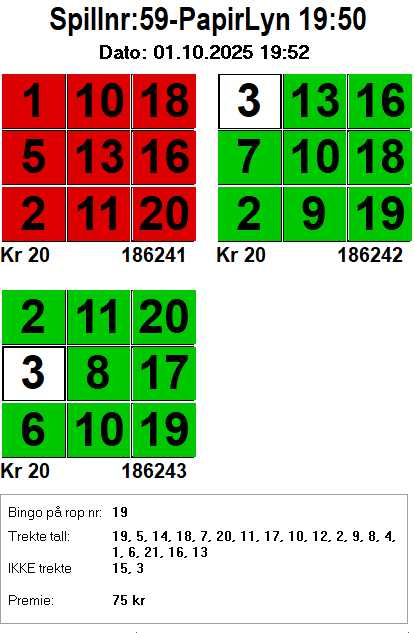 Spillnr:59-PapirLyn 19:50
Dato: 01.10.2025 19:52
1 10 18
5 13 16
2 11 20
Kr 20 186241
3 13 16
7 10 18
2 9 19
Kr 20 186242
2 11 20
3 8 17
6 10 19
Kr 20 186243
Bingo på rop nr: 19
Trekte tall: 19, 5, 14, 18, 7, 20, 11, 17, 10, 12, 2, 9, 8, 4,
1, 6, 21, 16, 13
IKKE trekte 15, 3
Premie: 75 kr